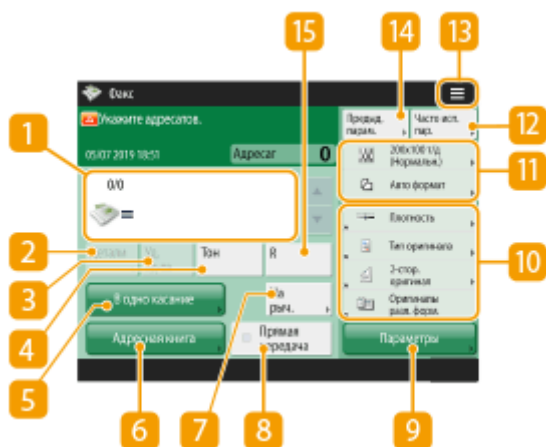 15
14
13
Факс
Укажите адресатов.
Предыд.
парам.
Часто исп.
пар.
12
1
05/07 2019 18:51
Адресат 0
200x100 т/д
(Нормальн.)
Авто формат
11
0/0
2
Детали
Тон
R
Плотность
Тип оригинала
2-стор.
оригинал
Оригиналы
разл. форм.
10
3
4
В одно касание
На
рыч.
Адресная книга
Прямая
передача
Параметры
5
6
7
8
9